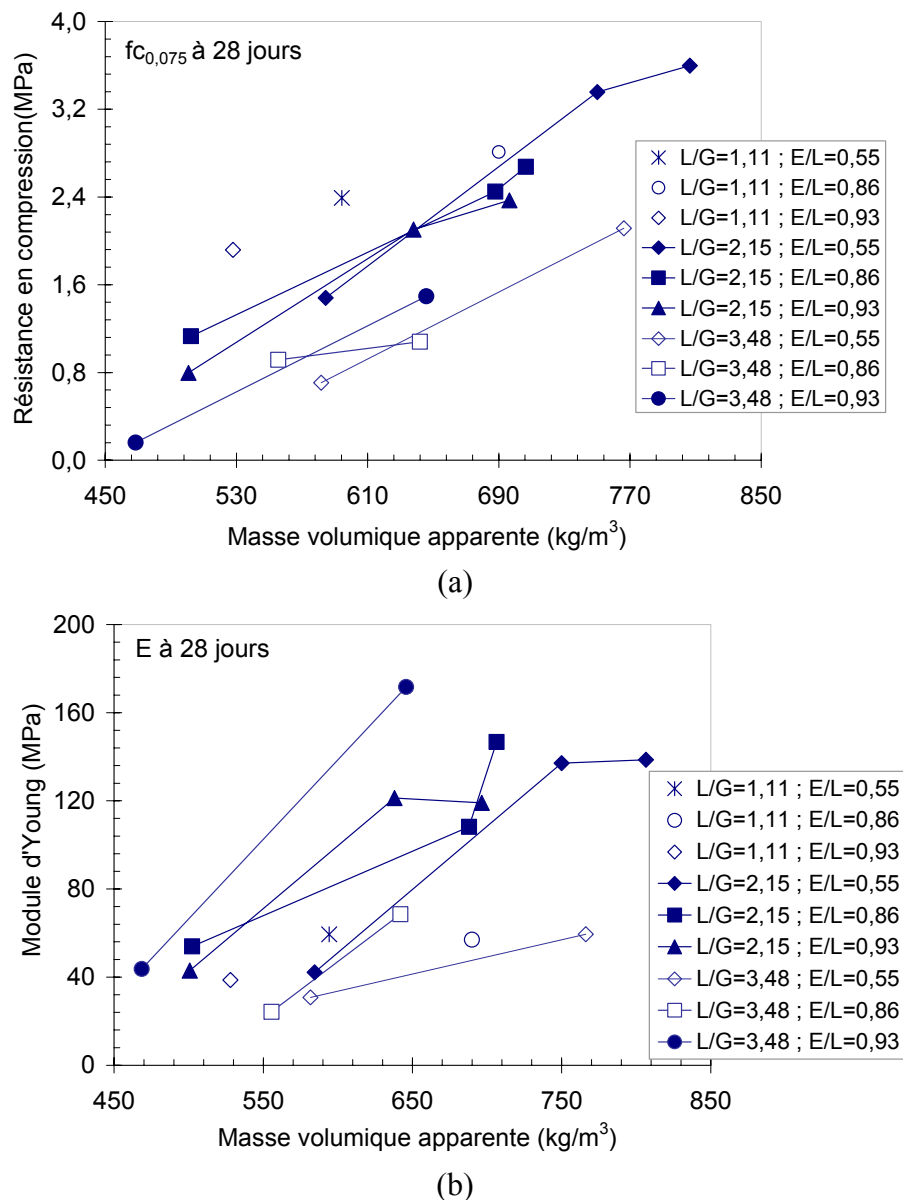 4,0
fc0,075 à 28 jours
3,2
2,4
1,6
0,8
0,0
Résistance en compression(MPa)
L/G=1,11 ; E/L=0,55
L/G=1,11 ; E/L=0,86
L/G=1,11 ; E/L=0,93
L/G=2,15 ; E/L=0,55
L/G=2,15 ; E/L=0,86
L/G=2,15 ; E/L=0,93
L/G=3,48 ; E/L=0,55
L/G=3,48 ; E/L=0,86
L/G=3,48 ; E/L=0,93
450 530 610 690 770 850
Masse volumique apparente (kg/m3)
(a)
200
E à 28 jours
160
120
80
40
0
Module d'Young (MPa)
L/G=1,11 ; E/L=0,55
L/G=1,11 ; E/L=0,86
L/G=1,11 ; E/L=0,93
L/G=2,15 ; E/L=0,55
L/G=2,15 ; E/L=0,86
L/G=2,15 ; E/L=0,93
L/G=3,48 ; E/L=0,55
L/G=3,48 ; E/L=0,86
L/G=3,48 ; E/L=0,93
450 550 650 750 850
Masse volumique apparente (kg/m3)
(b)